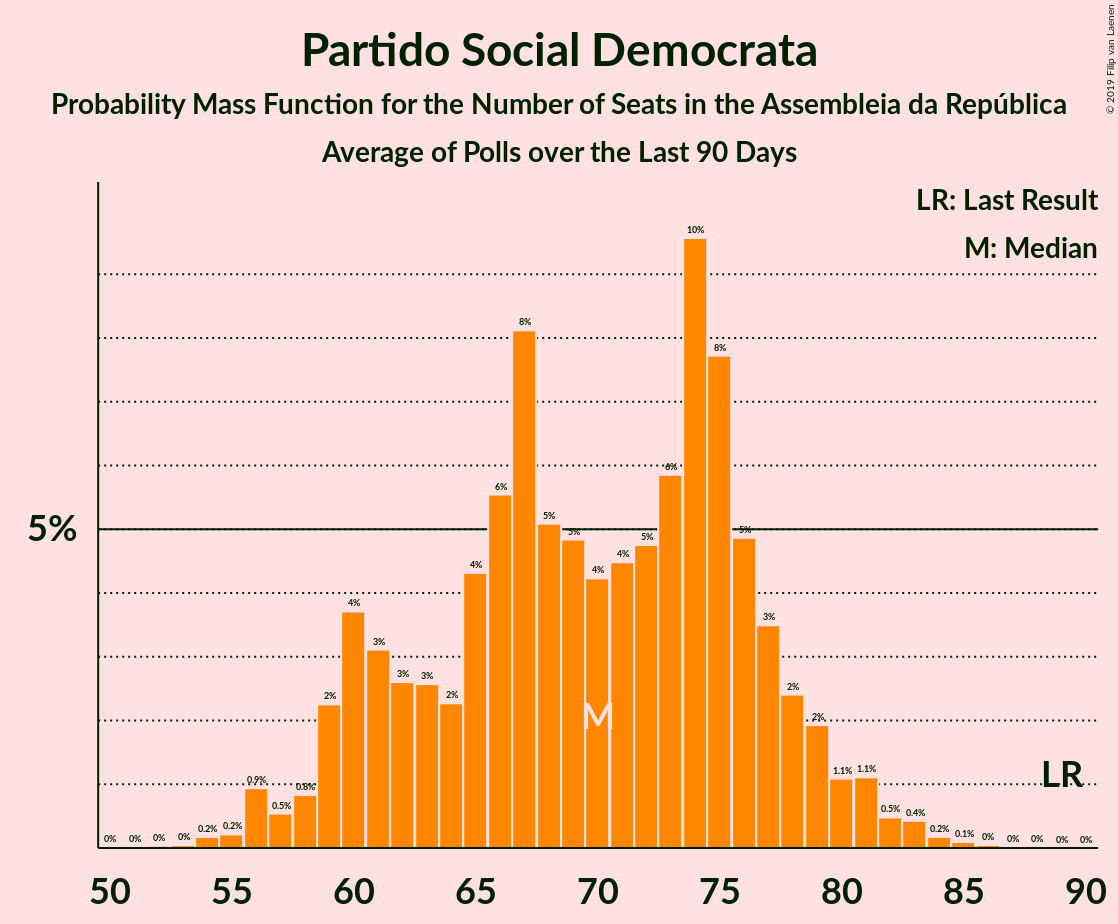 Partido Social Democrata
Probability Mass Function for the Number of Seats in the Assembleia da República
Average of Polls over the Last 90 Days
© 2019 Filip van Laenen
LR: Last Result
M: Median
5%
0% 0% 0% 0% 0.2% 0.2% 0.9% 0.5% 0.8% 2% 4% 3% 3% 3% 2% 4% 6% 8% 5% 5% 4% 4% 5% 6% 10% 8% 5% 3% 2% 2% 1.1% 1.1% 0.5% 0.4% 0.2% 0.1% 0% 0% 0% 0% 0%
M
LR
50 55 60 65 70 75 80 85 90